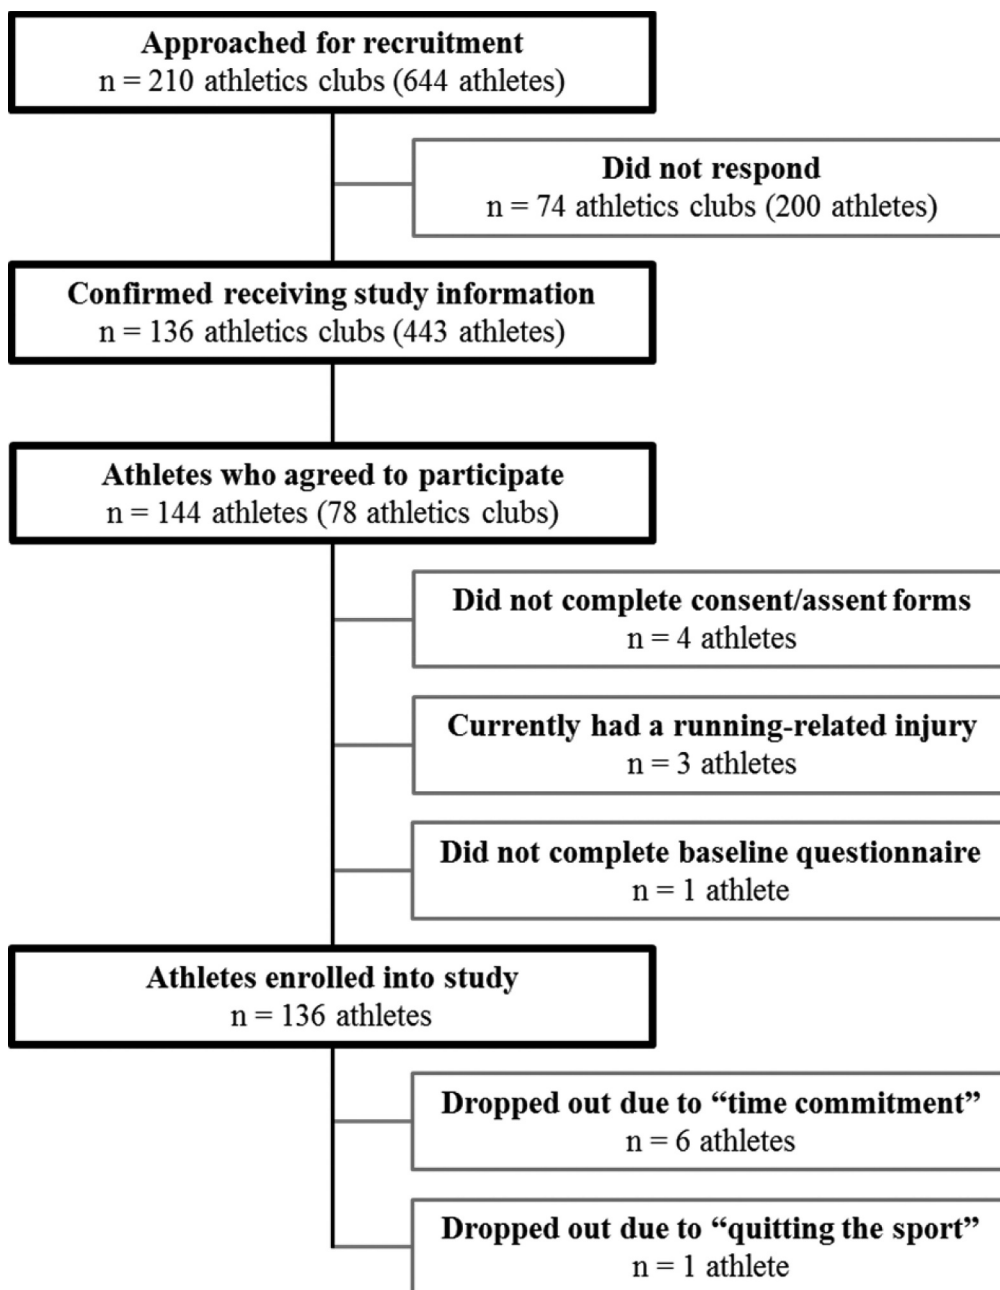 Approached for recruitment
n = 210 athletics clubs (644 athletes)
Did not respond
n = 74 athletics clubs (200 athletes)
Confirmed receiving study information
n = 136 athletics clubs (443 athletes)
Athletes who agreed to participate
n = 144 athletes (78 athletics clubs)
Did not complete consent/assent forms
n = 4 athletes
Currently had a running-related injury
n = 3 athletes
Did not complete baseline questionnaire
n = 1 athlete
Athletes enrolled into study
n = 136 athletes
Dropped out due to “time commitment”
n = 6 athletes
Dropped out due to “quitting the sport”
n = 1 athlete